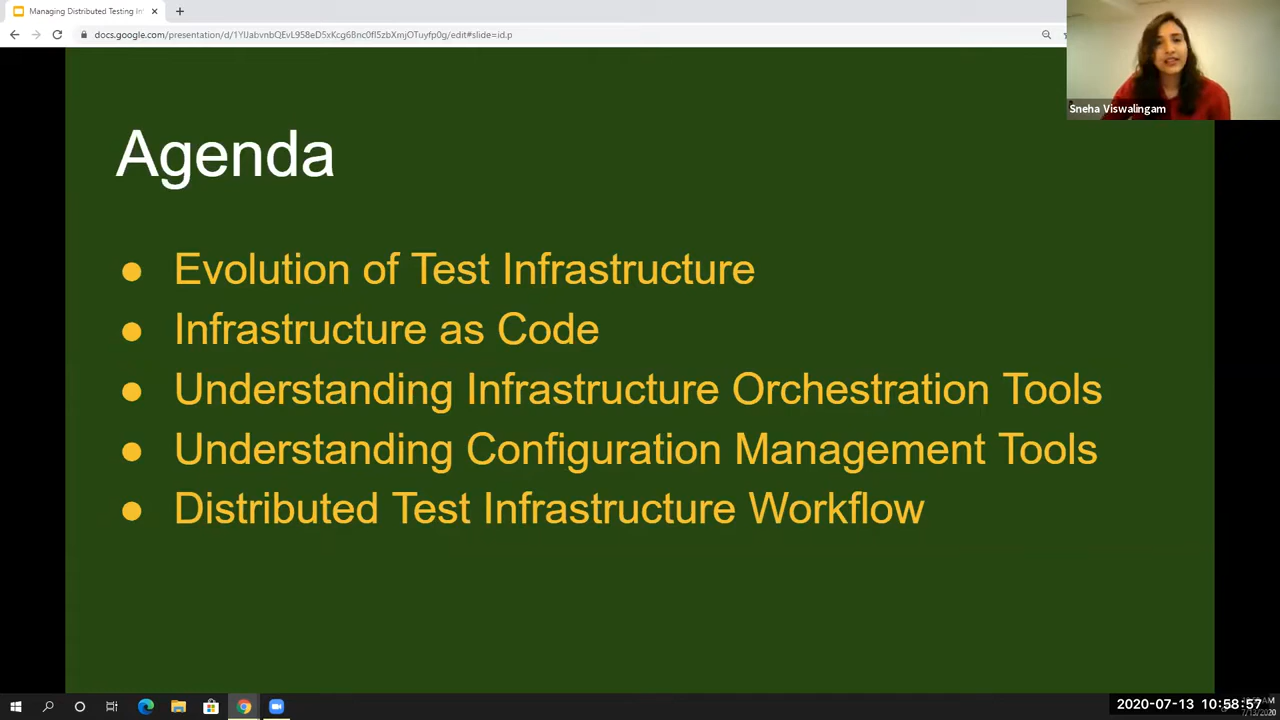 Managing Distributed Testing in
docs.google.com/presentation/d/1YlJabvnbQEvL958eD5xKcg6Bnc0fl5zbXmjOTuyfp0g/edit#slide=id.p
Sneha Viswalingam
Agenda
● Evolution of Test Infrastructure
● Infrastructure as Code
● Understanding Infrastructure Orchestration Tools
● Understanding Configuration Management Tools
● Distributed Test Infrastructure Workflow
2020-07-13 10:58:57